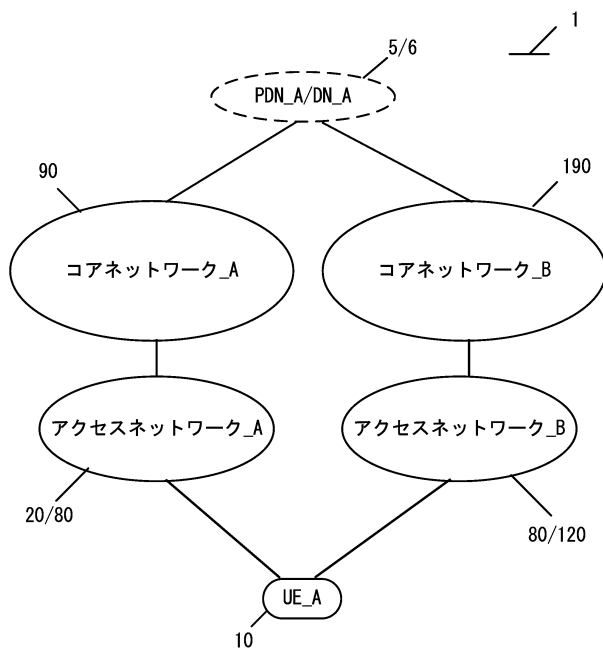 1
5/6
PDN_A/DN_A
90
190
コアネットワーク_A
コアネットワーク_B
アクセスネットワーク_A
アクセスネットワーク_B
20/80
80/120
UE_A
10